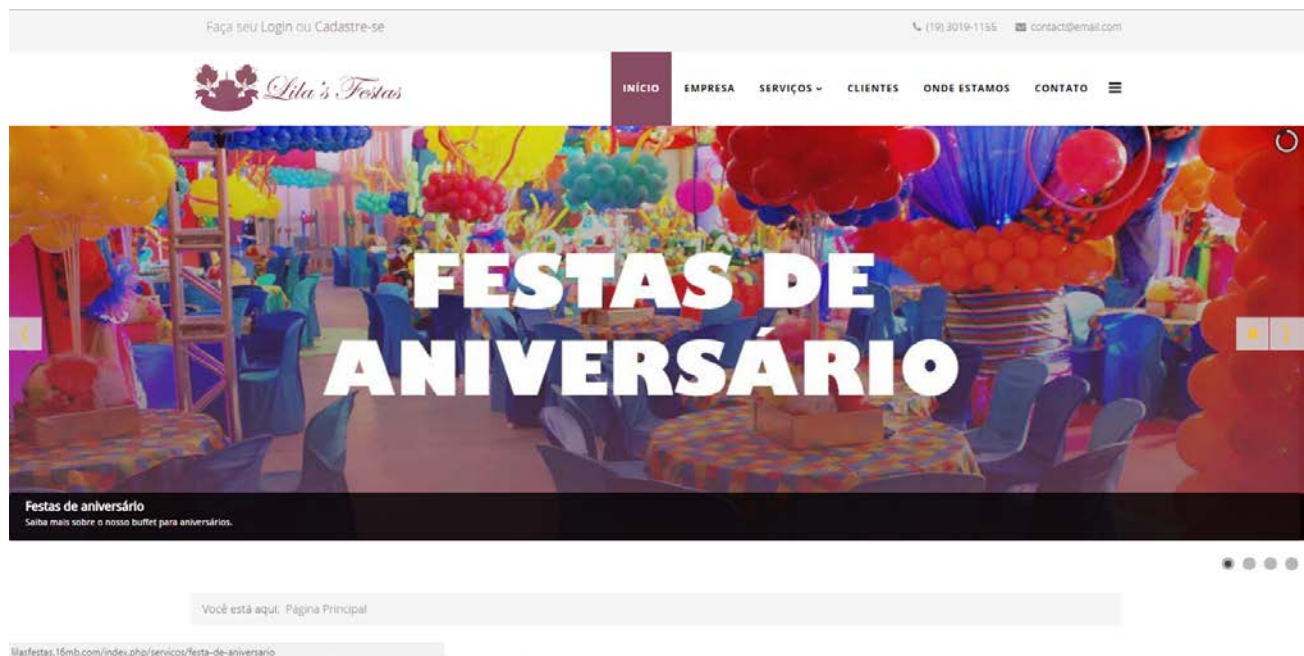 Faça seu Login ou Cadastre-se
(19) 3019-1155 contact@email.com
Lila's Festas
INÍCIO EMPRESA SERVIÇOS CLIENTES ONDE ESTAMOS CONTATO
FESTAS DE
ANIVERSÁRIO
Festas de aniversário
Saiba mais sobre o nosso buffet para aniversários.
Você está aqui: Página Principal
lilasfestas.16mb.com/index.php/servicos/festa-de-aniversario